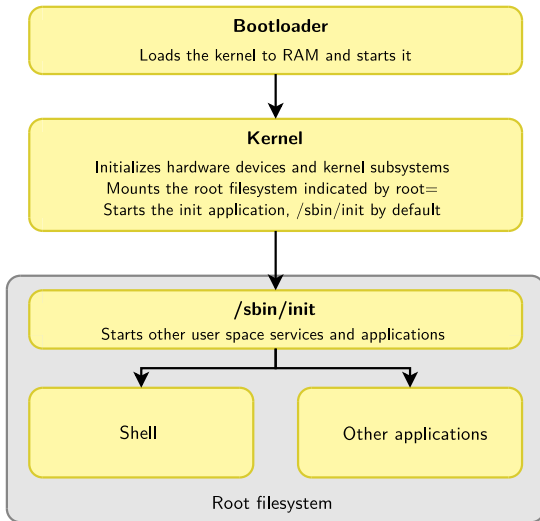 Bootloader
Loads the kernel to RAM and starts it
Kernel
Initializes hardware devices and kernel subsystems
Mounts the root filesystem indicated by root=
Starts the init application, /sbin/init by default
/sbin/init
Starts other user space services and applications
Shell
Other applications
Root filesystem